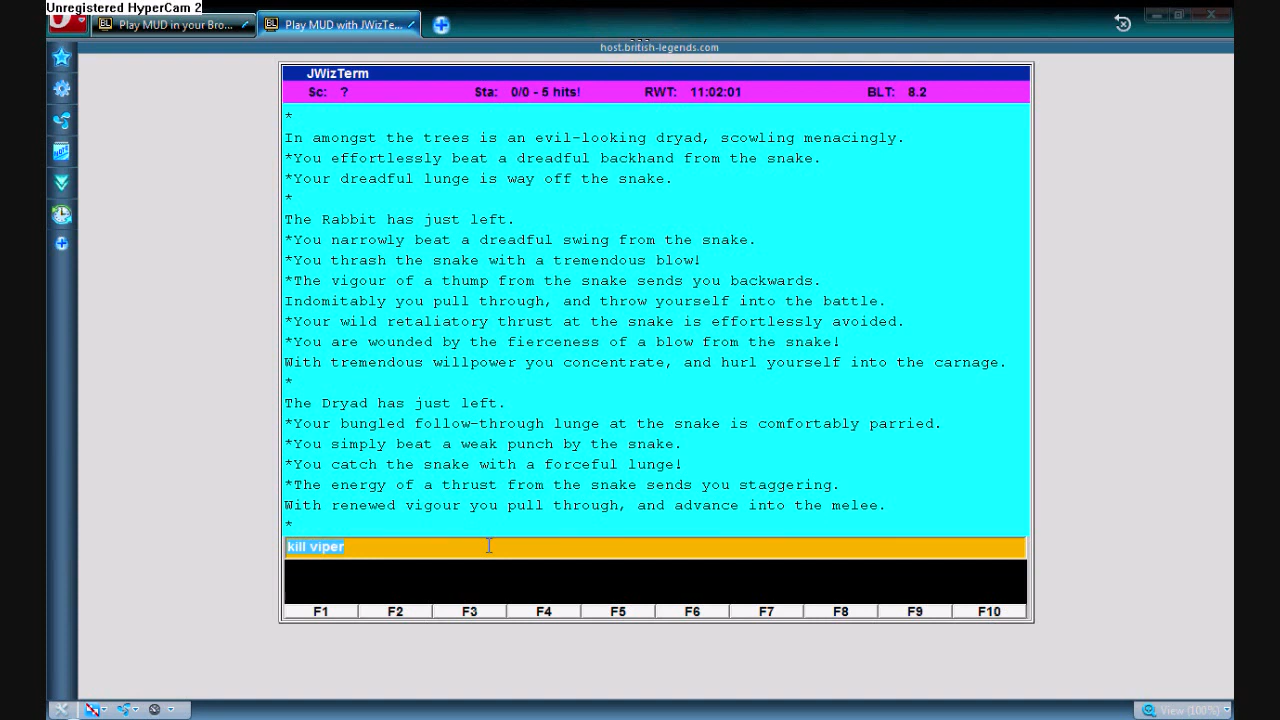 Unregistered HyperCam 2
Play MUD in your Bro...
Play MUD with JWizTe...
host.british-legends.com
JWizTerm
Sc: ? Sta: 0/0 - 5 hits! RWT: 11:02:01 BLT: 8.2
*
In amongst the trees is an evil-looking dryad, scowling menacingly.
*You effortlessly beat a dreadful backhand from the snake.
*Your dreadful lunge is way off the snake.
*
The Rabbit has just left.
*You narrowly beat a dreadful swing from the snake.
*You thrash the snake with a tremendous blow!
*The vigour of a thump from the snake sends you backwards.
Indomitably you pull through, and throw yourself into the battle.
*Your wild retaliatory thrust at the snake is effortlessly avoided.
*You are wounded by the fierceness of a blow from the snake!
With tremendous willpower you concentrate, and hurl yourself into the carnage.
*
The Dryad has just left.
*Your bungled follow-through lunge at the snake is comfortably parried.
*You simply beat a weak punch by the snake.
*You catch the snake with a forceful lunge!
*The energy of a thrust from the snake sends you staggering.
With renewed vigour you pull through, and advance into the melee.
*
kill viper
F1 F2 F3 F4 F5 F6 F7 F8 F9 F10
View (100%)